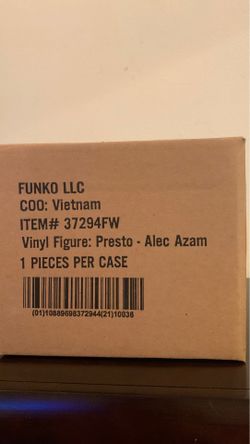 FUNKO LLC
COO: Vietnam
ITEM# 37294FW
Vinyl Figure: Presto - Alec Azam
1 PIECES PER CASE
(01)10889698372944(21)10036